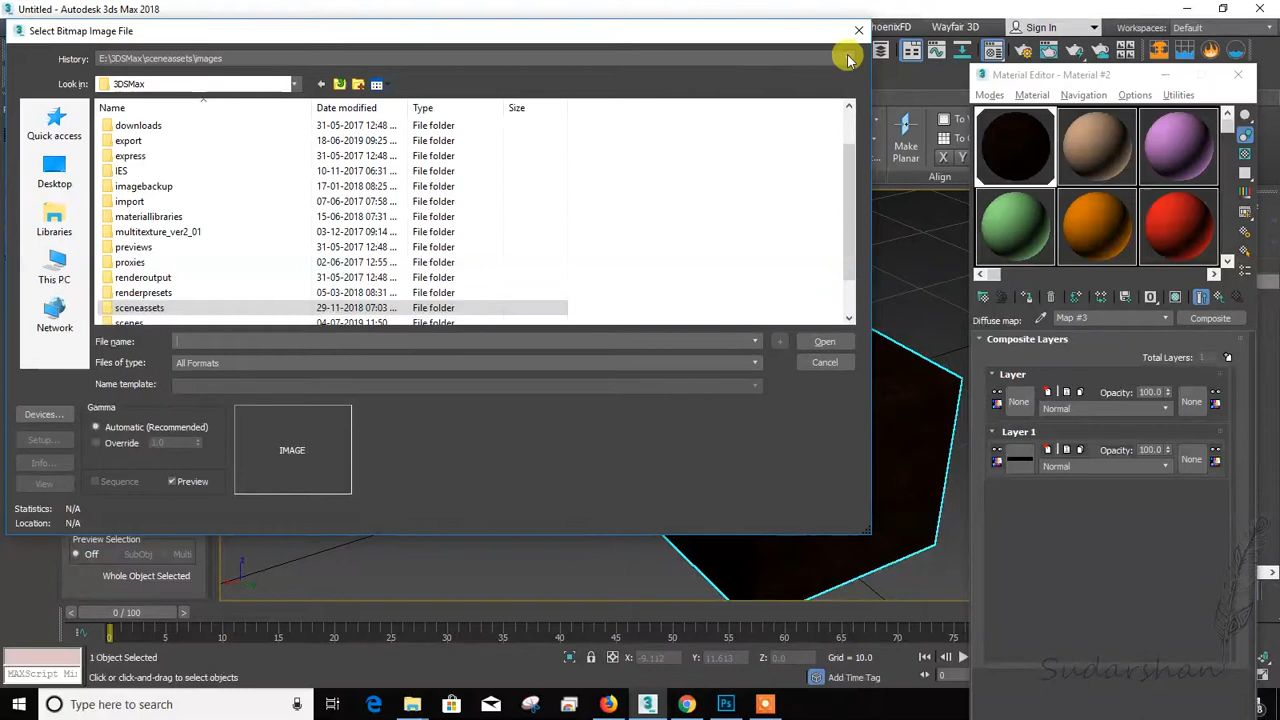 Untitled - Autodesk 3ds Max 2018
Select Bitmap Image File
hoenixFD
Wayfair 3D
Sign In
Workspaces: Default
History: E:\3DSMax\sceneassets\images
Look in: 3DSMax
Material Editor - Material #2
Modes Material Navigation Options Utilities
Name Date modified Type Size
downloads 31-05-2017 12:48 ... File folder
export 18-06-2019 09:25 ... File folder
express 31-05-2017 12:48 ... File folder
IES 10-11-2017 06:31 ... File folder
imagebackup 17-01-2018 08:25 ... File folder
import 07-06-2017 07:58 ... File folder
materiallibraries 15-06-2018 07:31 ... File folder
multitexture_ver2_01 03-12-2017 09:14 ... File folder
previews 31-05-2017 12:48 ... File folder
proxies 02-06-2017 12:55 ... File folder
renderoutput 31-05-2017 12:48 ... File folder
renderpresets 05-03-2018 08:31 ... File folder
sceneassets 29-11-2018 07:03 ... File folder
scenes 04-07-2019 11:50 ... File folder
Quick access
Desktop
Libraries
This PC
Network
Make
Planar
To V
To
X Y
Align
File name:
Open
Files of type: All Formats
Cancel
Name template:
Devices...
Setup...
Info...
View
Gamma
Automatic (Recommended)
Override 1.0
Sequence Preview
IMAGE
Statistics: N/A
Location: N/A
Diffuse map: Map #3 Composite
Composite Layers
Total Layers:
Layer
None Opacity: 100.0 None
Normal
Layer 1
Opacity: 100.0 None
Normal
Preview Selection
Off SubObj Multi
Whole Object Selected
z
0 / 100
0 5 10 15 20 25 30 35 40 45 50 55 60 65 70 75
MAXScript Mi
1 Object Selected
Click or click-and-drag to select objects
X: -9.112 Y: 11.613 Z: 0.0 Grid = 10.0
Add Time Tag
0
Sudarshan
Type here to search
3
Ps